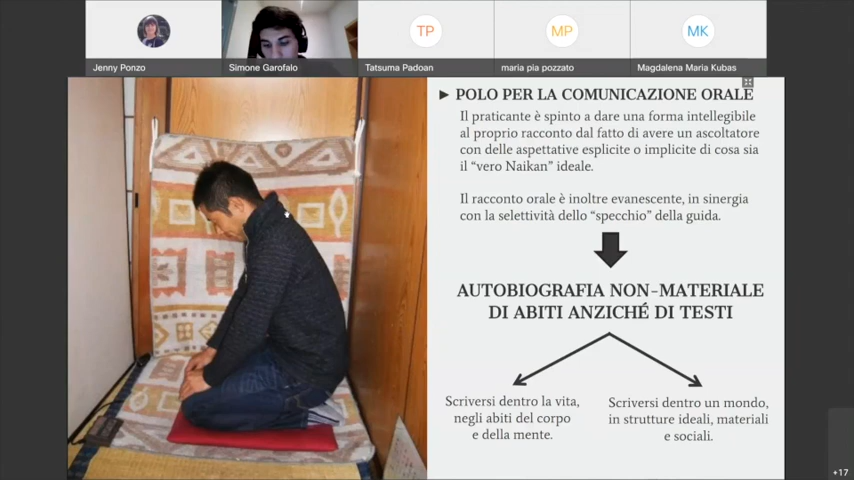 TP
MP
MK
Jenny Ponzo
Simone Garofalo
Tatsuma Padoan
maria pia pozzato
Magdalena Maria Kubas
► POLO PER LA COMUNICAZIONE ORALE
Il praticante è spinto a dare una forma intellegibile
al proprio racconto dal fatto di avere un ascoltatore
con delle aspettative esplicite o implicite di cosa sia
il “vero Naikan” ideale.
Il racconto orale è inoltre evanescente, in sinergia
con la selettività dello “specchio” della guida.
AUTOBIOGRAFIA NON-MATERIALE
DI ABITI ANZICHÉ DI TESTI
Scriversi dentro la vita,
negli abiti del corpo
e della mente.
Scriversi dentro un mondo,
in strutture ideali, materiali
e sociali.
+17